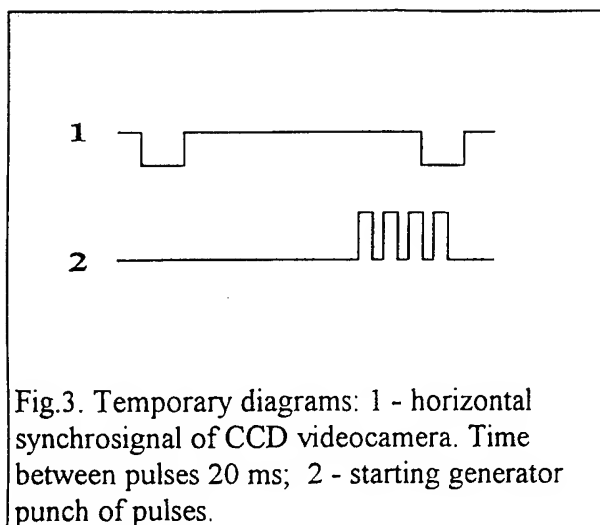 1
2
Fig.3. Temporary diagrams: 1 - horizontal
synchrosignal of CCD videocamera. Time
between pulses 20 ms; 2 - starting generator
punch of pulses.